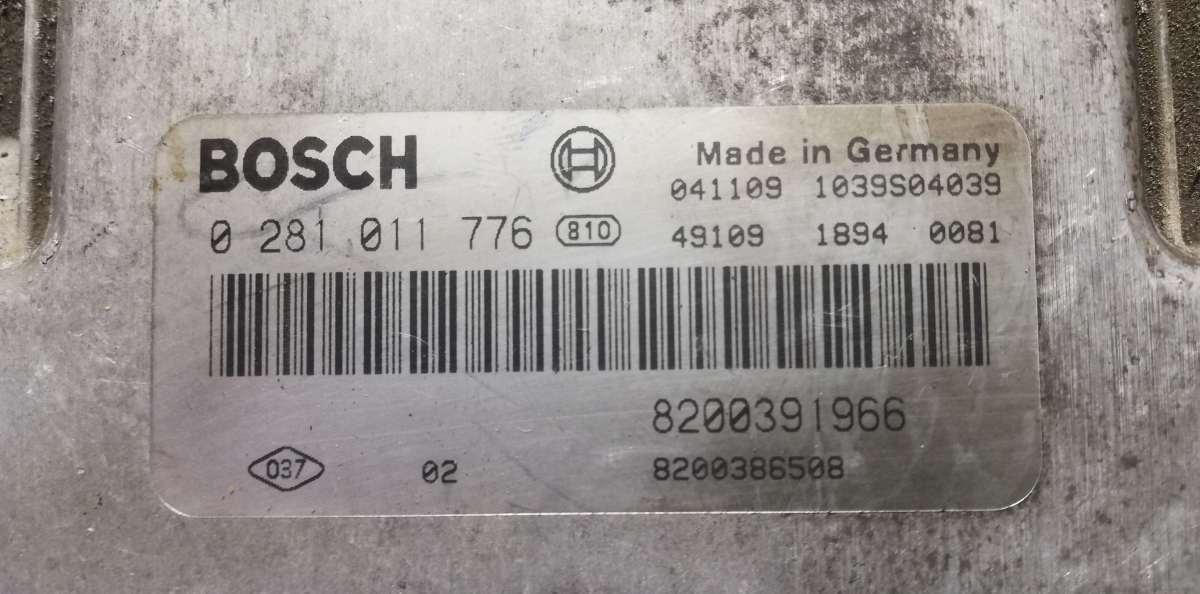 BOSCH
Made in Germany
041109 1039S04039
0 281 011 776 810
49109 1894 0081
8200391966
037 02 8200386508